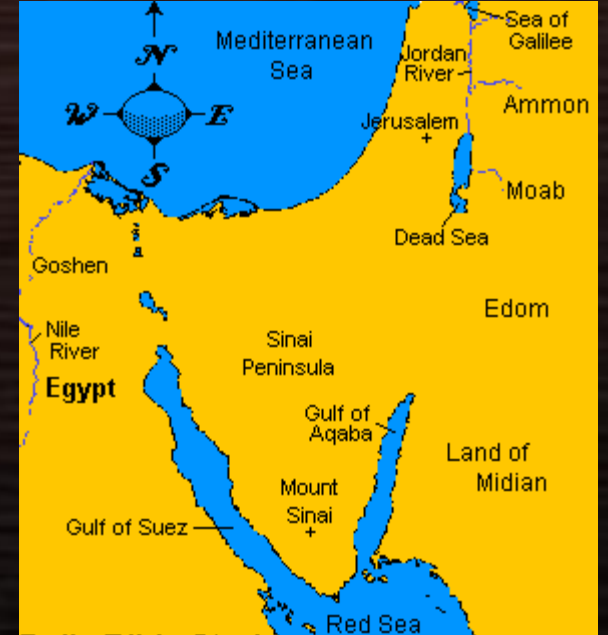 N
Mediterranean
Sea
Sea of
Galilee
Jordan
River
W
E
Ammon
Jerusalem
S
Moab
Dead Sea
Goshen
Edom
Nile
River
Sinai
Peninsula
Egypt
Gulf of
Aqaba
Land of
Midian
Mount
Sinai
Gulf of Suez
Red Sea